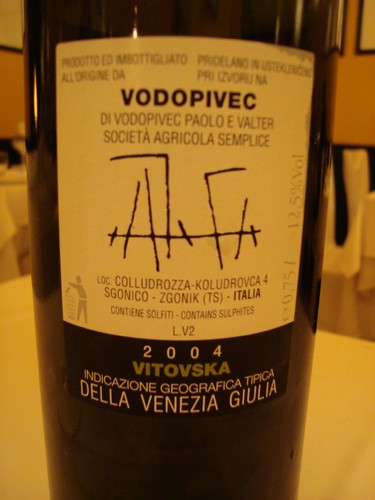 PRODOTTO ED IMBOTTIGLIATO
ALL'ORIGINE DA
PRIDELANO IN USTEKLENIČENO
PRI IZVORU NA
VODOPIVEC
DI VODOPIVEC PAOLO E VALTER
SOCIETÀ AGRICOLA SEMPLICE
LOC. COLLUDROZZA-KOLUDROVCA 4
SGONICO - ZGONIK (TS) - ITALIA
CONTIENE SOLFITI - CONTAINS SULPHITES
L.V2
e 0,75 l 12,5% Vol
2004
VITOVSKA
INDICAZIONE GEOGRAFICA TIPICA
DELLA VENEZIA GIULIA